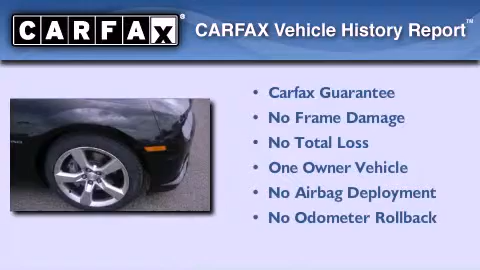 CARFAX®
CARFAX Vehicle History Report™
• Carfax Guarantee
• No Frame Damage
• No Total Loss
• One Owner Vehicle
• No Airbag Deployment
• No Odometer Rollback